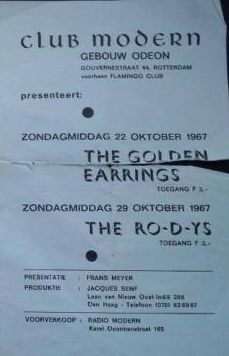 CLUB MODERN
GEBOUW ODEON
GOUVERNESTRAAT 64, ROTTERDAM
voorheen FLAMINGO CLUB
presenteert:
ZONDAGMIDDAG 22 OKTOBER 1967
THE GOLDEN
EARRINGS
TOEGANG F 3,-
ZONDAGMIDDAG 29 OKTOBER 1967
THE RO-D-YS
TOEGANG F 3,-
PRESENTATIE : FRANS MEYER
PRODUKTIE : JACQUES SENF
Laan van Nieuw Oost-Indië 286
Den Haag - Telefoon (070) 63 69 67
VOORVERKOOP : RADIO MODERN
Karel Doormanstraat 165